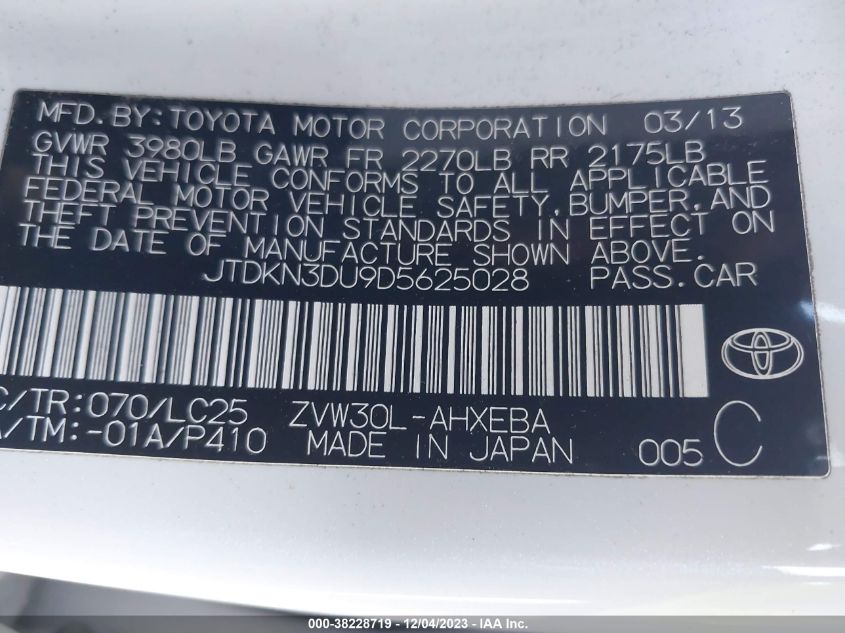 MFD. BY: TOYOTA MOTOR CORPORATION 03/13
GVWR 3980LB GAWR FR 2270LB RR 2175LB
THIS VEHICLE CONFORMS TO ALL APPLICABLE
FEDERAL MOTOR VEHICLE SAFETY, BUMPER, AND
THEFT PREVENTION STANDARDS IN EFFECT ON
THE DATE OF MANUFACTURE SHOWN ABOVE.
JTDKN3DU9D5625028 PASS. CAR
C/TR: 070/LC25 ZVW30L-AHXEBA C
A/TM: -01A/P410 MADE IN JAPAN 005
000-38228719 - 12/04/2023 - IAA Inc.